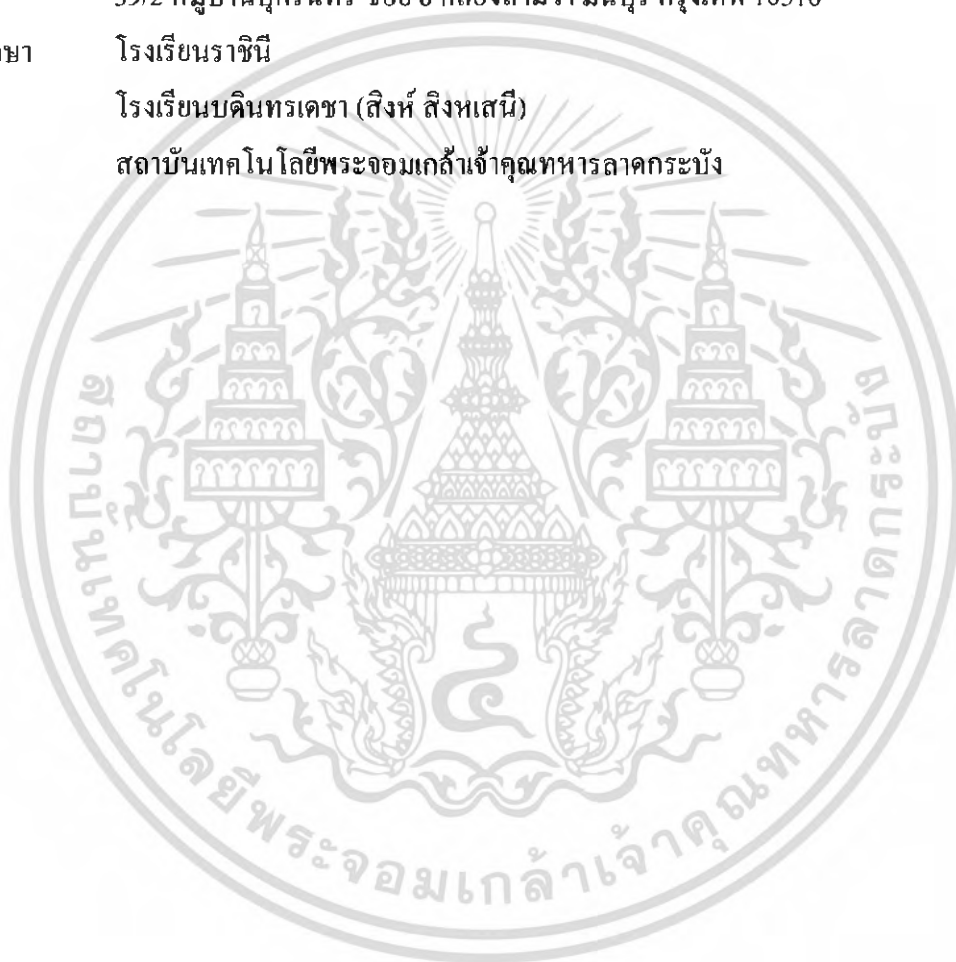 โรงเรียนราชินี
โรงเรียนบดินทรเดชา (สิงห์ สิงหเสนี)
สถาบันเทคโนโลยีพระจอมเกล้าเจ้าคุณทหารลาดกระบัง
สถาบันเทคโนโลยีพระจอมเกล้าเจ้าคุณทหารลาดกระบัง
๔